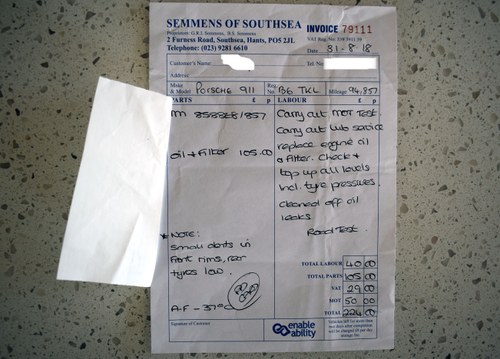 SEMMENS OF SOUTHSEA
INVOICE 79111
2 Furness Road, Southsea, Hants, PO5 2JL
Telephone: (023) 9281 6610
Date 31-8-18
Customer's Name
Tel. No.
Address
Make & Model PORSCHE 911 Reg. No. Mileage 94,857
PARTS £ p LABOUR £ p
Carry out MOT Test.
Carry out lub service
replace engine oil
oil + Filter 105.00
& filter. Check &
top up all levels
incl. tyre pressures.
Cleaned off oil
leaks
Road Test.
* NOTE:
Small dents in
front rims, rear
tyres low.
A-F -37°C
TOTAL LABOUR 40 00
TOTAL PARTS 105 00
VAT 29 00
MOT 50 00
TOTAL 224 00
Signature of Customer
enable
ability